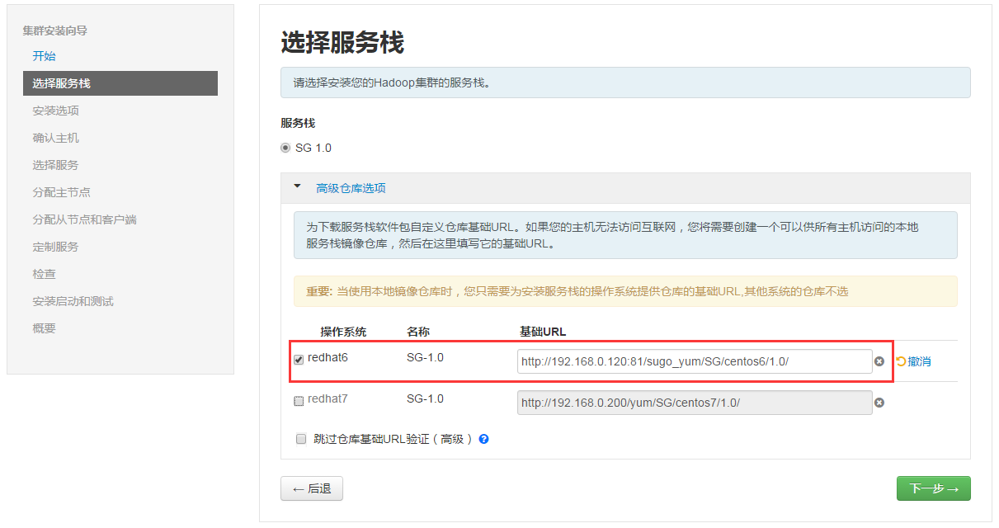 集群安装向导
开始
选择服务栈
安装选项
确认主机
选择服务
分配主节点
分配从节点和客户端
定制服务
检查
安装启动和测试
概要
选择服务栈
请选择安装您的Hadoop集群的服务栈。
服务栈
SG 1.0
高级仓库选项
为下载服务栈软件包自定义仓库基础URL。如果您的主机无法访问互联网，您将需要创建一个可以供所有主机访问的本地
服务栈镜像仓库，然后在这里填写它的基础URL。
重要: 当使用本地镜像仓库时，您只需要为安装服务栈的操作系统提供仓库的基础URL,其他系统的仓库不选
操作系统 名称 基础URL
redhat6 SG-1.0 http://192.168.0.120:81/sugo_yum/SG/centos6/1.0/ 撤消
redhat7 SG-1.0 http://192.168.0.200/yum/SG/centos7/1.0/
跳过仓库基础URL验证（高级） ?
← 后退 下一步 →